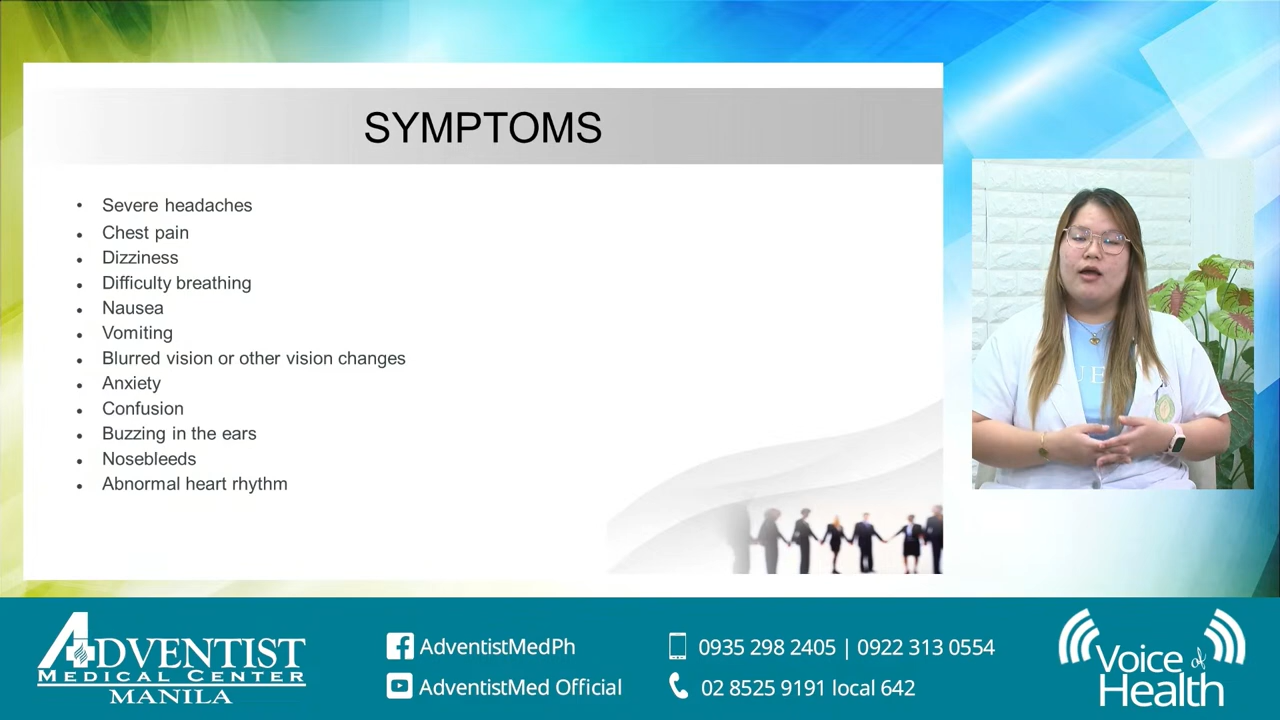 SYMPTOMS
• Severe headaches
• Chest pain
• Dizziness
• Difficulty breathing
• Nausea
• Vomiting
• Blurred vision or other vision changes
• Anxiety
• Confusion
• Buzzing in the ears
• Nosebleeds
• Abnormal heart rhythm
UE
ADVENTIST
MEDICAL CENTER
MANILA
AdventistMedPh
AdventistMed Official
0935 298 2405 | 0922 313 0554
02 8525 9191 local 642
Voice of
Health